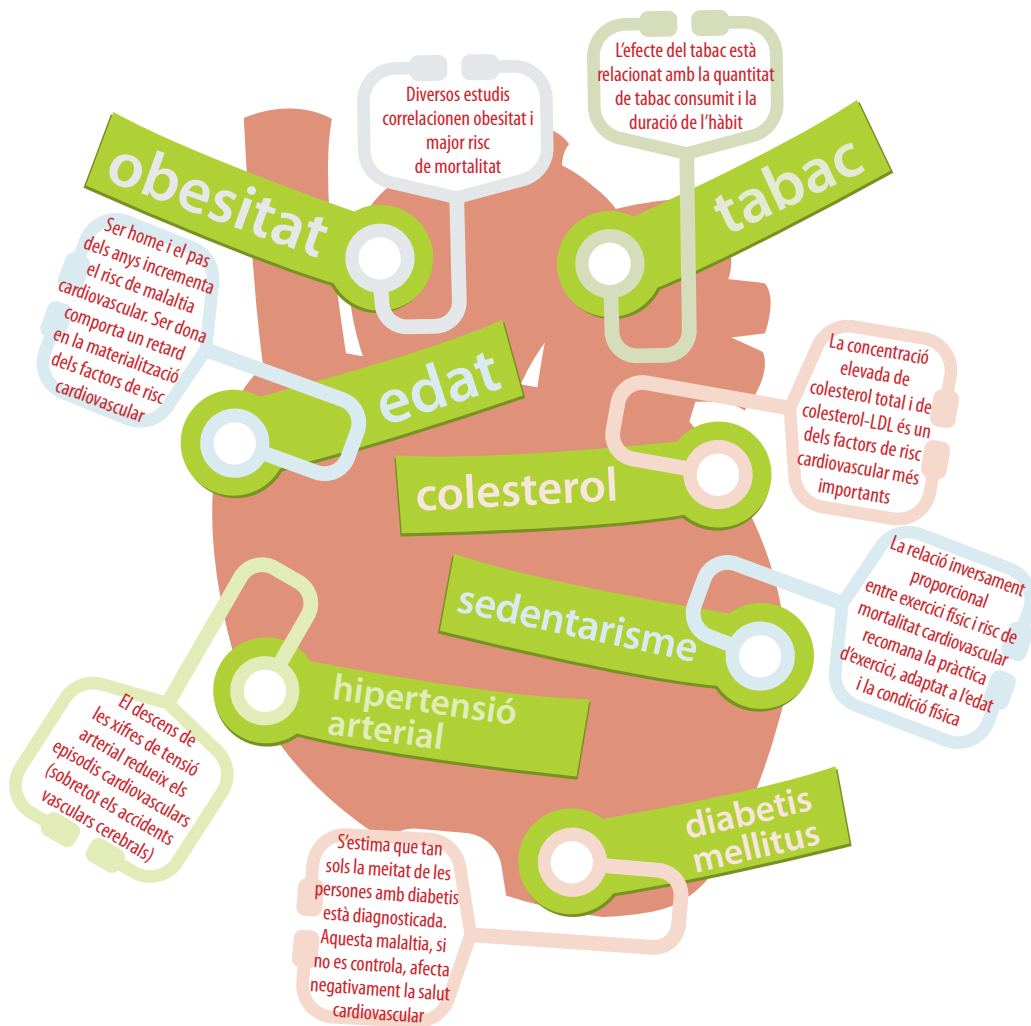 obesitat
Diversos estudis
correlacionen obesitat i
major risc
de mortalitat
tabac
L'efecte del tabac està
relacionat amb la quantitat
de tabac consumit i la
duració de l'hàbit
edat
Ser home i el pas
dels anys incrementa
el risc de malaltia
cardiovascular. Ser dona
comporta un retard
en la materialització
dels factors de risc
cardiovascular
colesterol
La concentració
elevada de
colesterol total i de
colesterol-LDL és un
dels factors de risc
cardiovascular més
importants
sedentarisme
La relació inversament
proporcional
entre exercici físic i risc de
mortalitat cardiovascular
recomana la pràctica
d'exercici, adaptat a l'edat
i la condició física
hipertensió
arterial
El descens de
les xifres de tensió
arterial redueix els
episodis cardiovasculars
(sobretot els accidents
vasculars cerebrals)
diabetis
mellitus
S'estima que tan
sols la meitat de les
persones amb diabetis
està diagnosticada.
Aquesta malaltia, si
no es controla, afecta
negativament la salut
cardiovascular